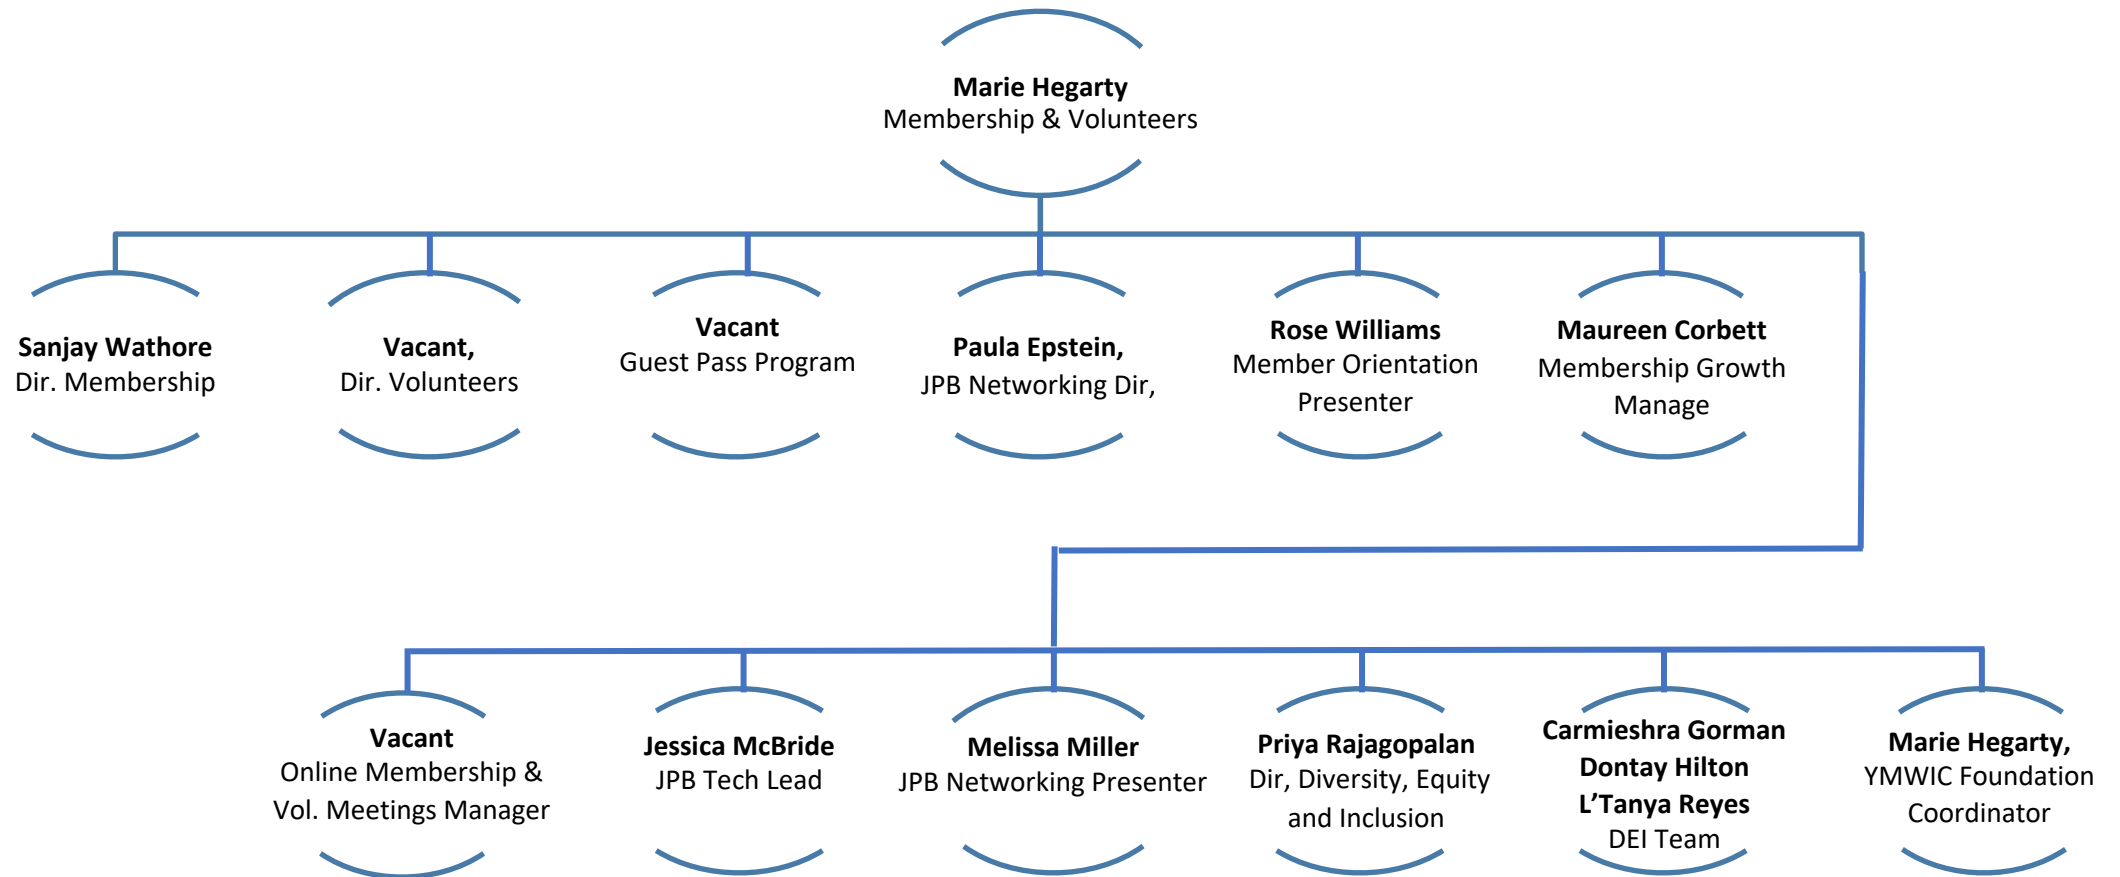 Marie Hegarty
Membership & Volunteers
Sanjay Wathore
Dir. Membership
Vacant,
Dir. Volunteers
Vacant
Guest Pass Program
Paula Epstein,
JPB Networking Dir,
Rose Williams
Member Orientation
Presenter
Maureen Corbett
Membership Growth
Manage
Vacant
Online Membership &
Vol. Meetings Manager
Jessica McBride
JPB Tech Lead
Melissa Miller
JPB Networking Presenter
Priya Rajagopalan
Dir, Diversity, Equity
and Inclusion
Carmieshra Gorman
Dontay Hilton
L’Tanya Reyes
DEI Team
Marie Hegarty,
YMWIC Foundation
Coordinator